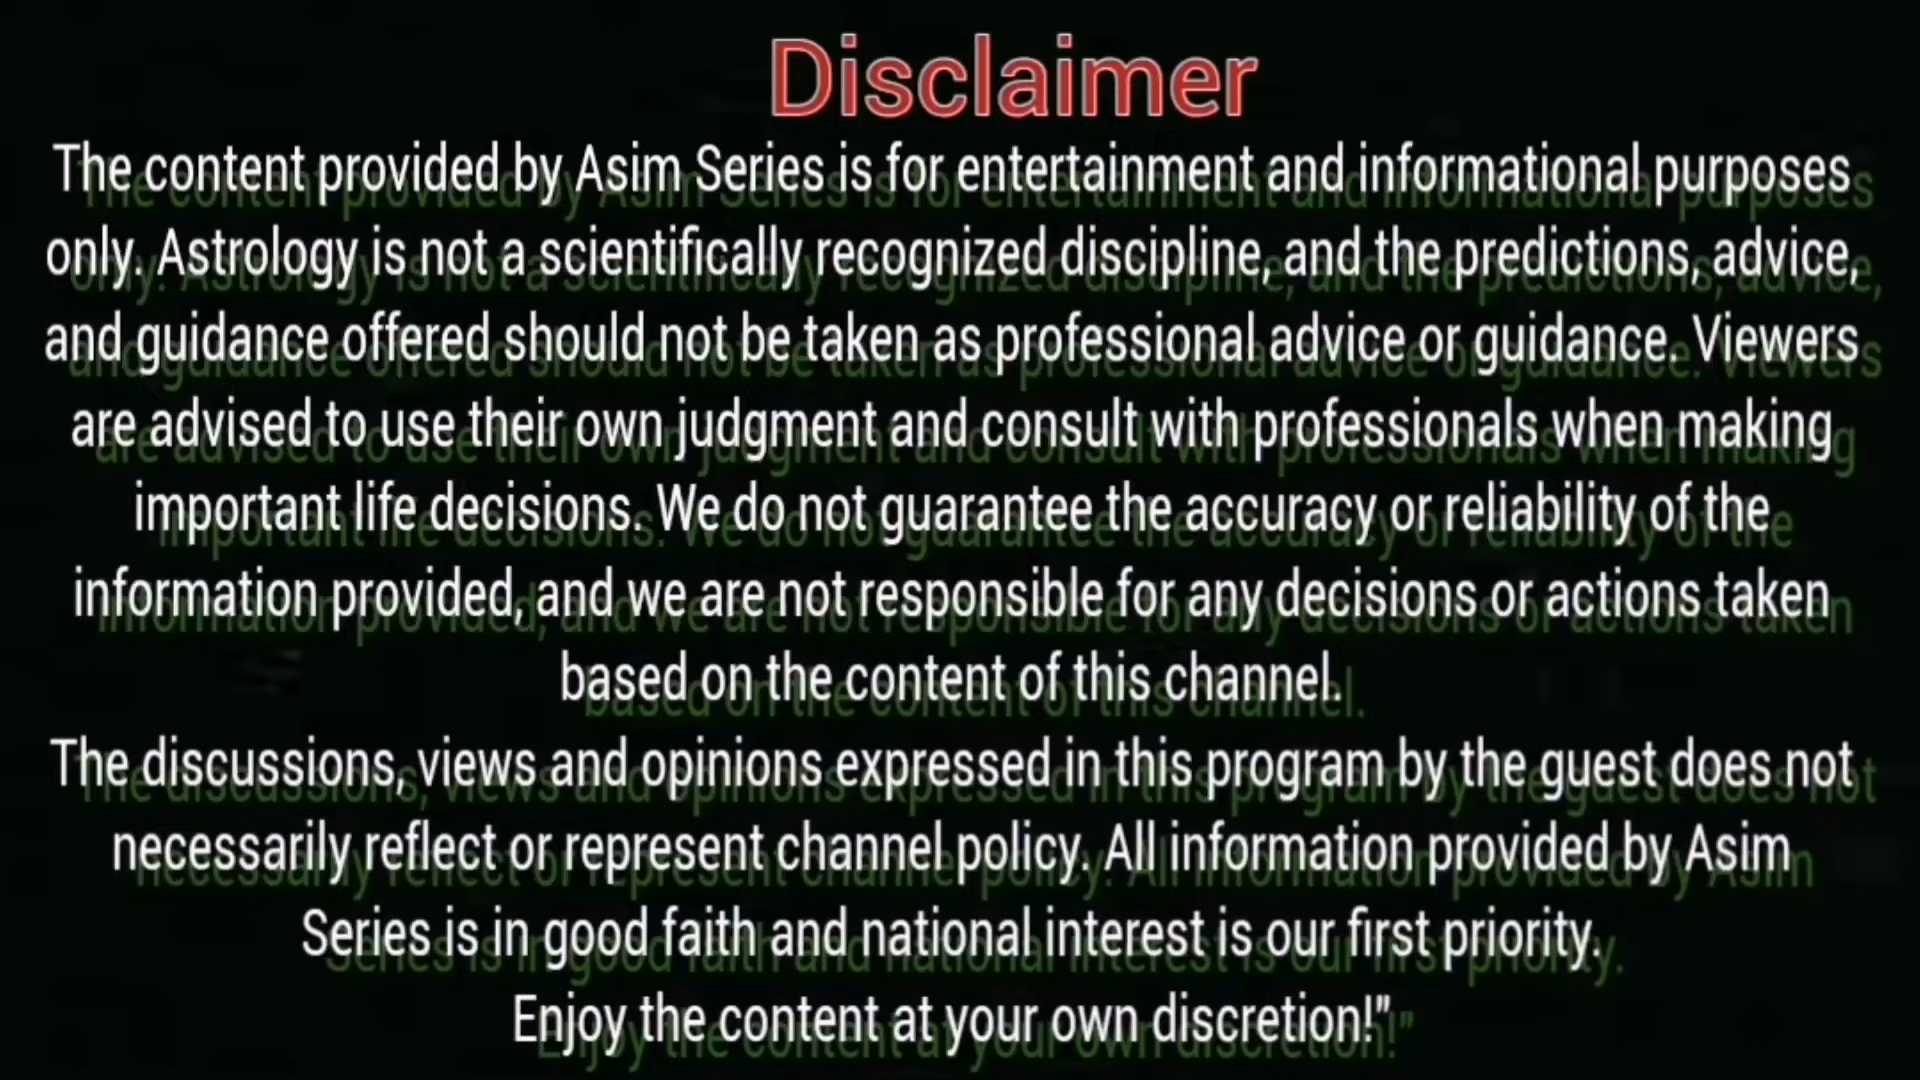 Disclaimer
The content provided by Asim Series is for entertainment and informational purposes
only. Astrology is not a scientifically recognized discipline, and the predictions, advice,
and guidance offered should not be taken as professional advice or guidance. Viewers
are advised to use their own judgment and consult with professionals when making
important life decisions. We do not guarantee the accuracy or reliability of the
information provided, and we are not responsible for any decisions or actions taken
based on the content of this channel.
The discussions, views and opinions expressed in this program by the guest does not
necessarily reflect or represent channel policy. All information provided by Asim
Series is in good faith and national interest is our first priority.
Enjoy the content at your own discretion!"